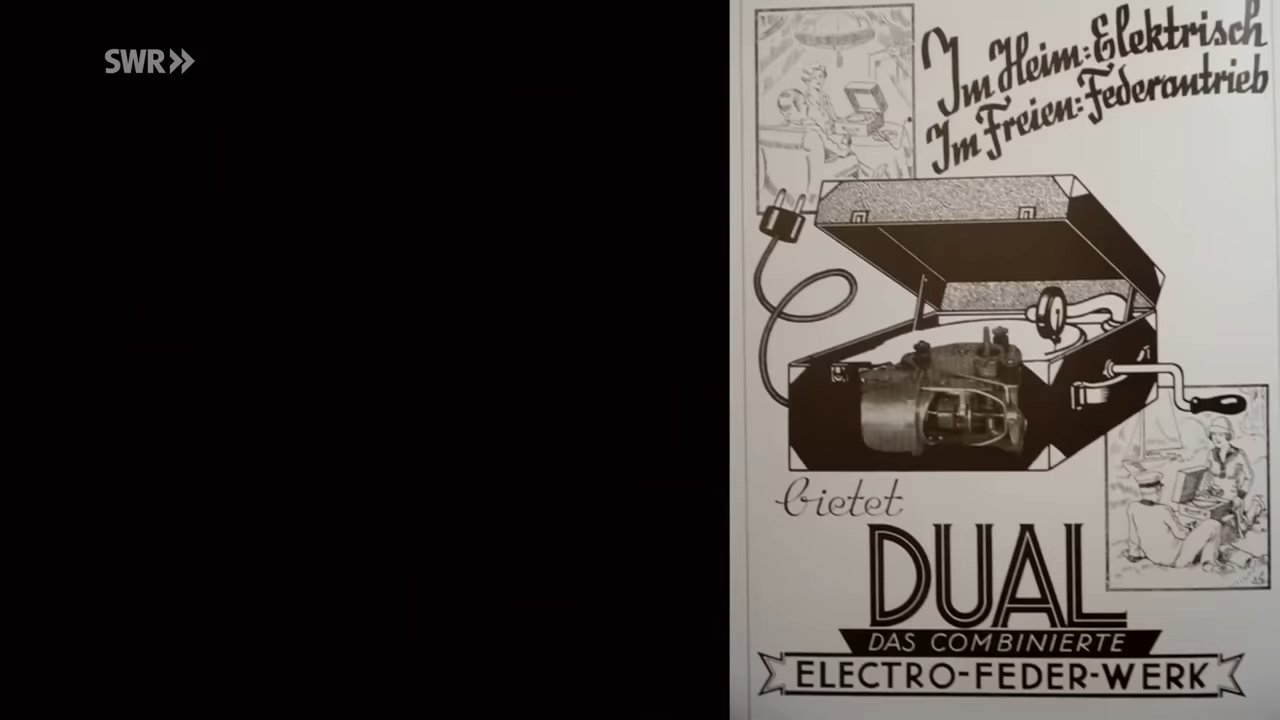 SWR»
Im Heim: Elektrisch
Im Freien: Federantrieb
bietet
DUAL
DAS COMBINIERTE
ELECTRO-FEDER-WERK